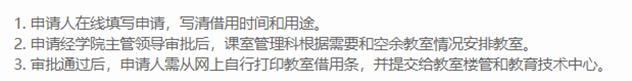 1. 申请人在线填写申请，写清借用时间和用途。
2. 申请经学院主管领导审批后，课室管理科根据需要和空余教室情况安排教室。
3. 审批通过后，申请人需从网上自行打印教室借用条，并提交给教室楼管和教育技术中心。